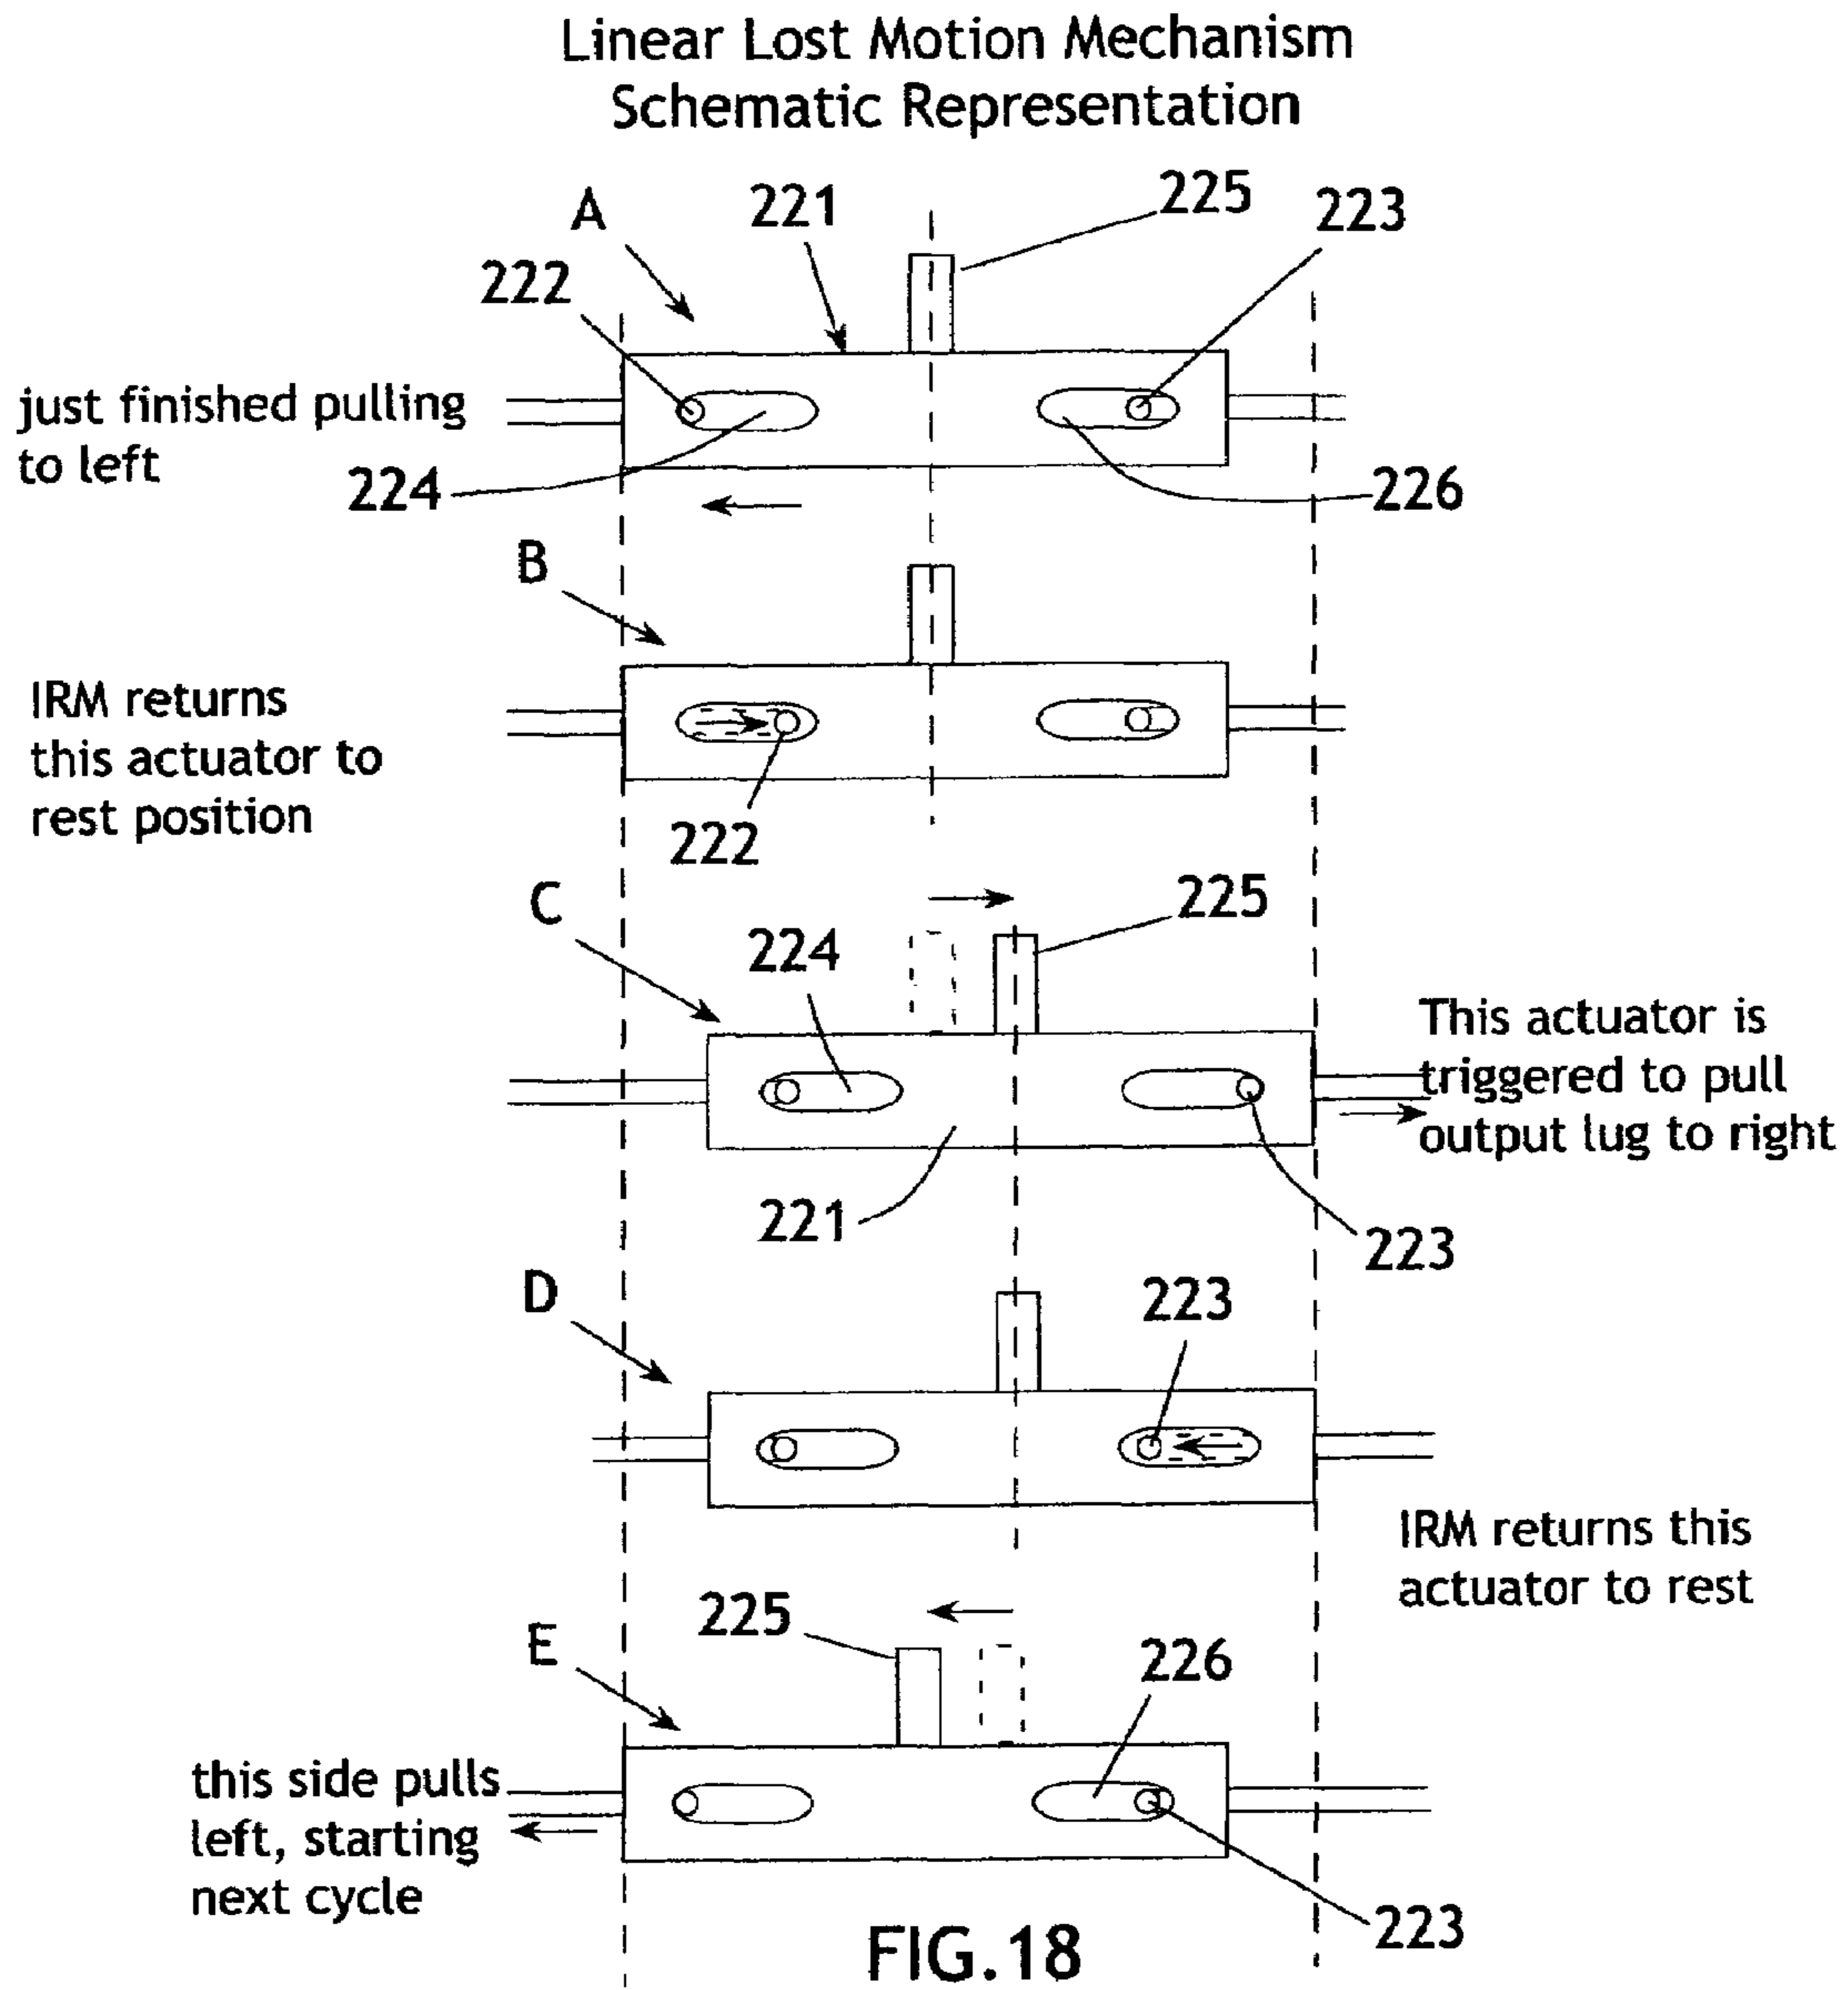 Linear Lost Motion Mechanism
Schematic Representation
A
221
225
223
222
just finished pulling
to left
224
226
B
IRM returns
this actuator to
rest position
222
C
224
225
This actuator is
triggered to pull
output lug to right
221
223
D
223
IRM returns this
actuator to rest
225
E
226
this side pulls
left, starting
next cycle
223
FIG.18